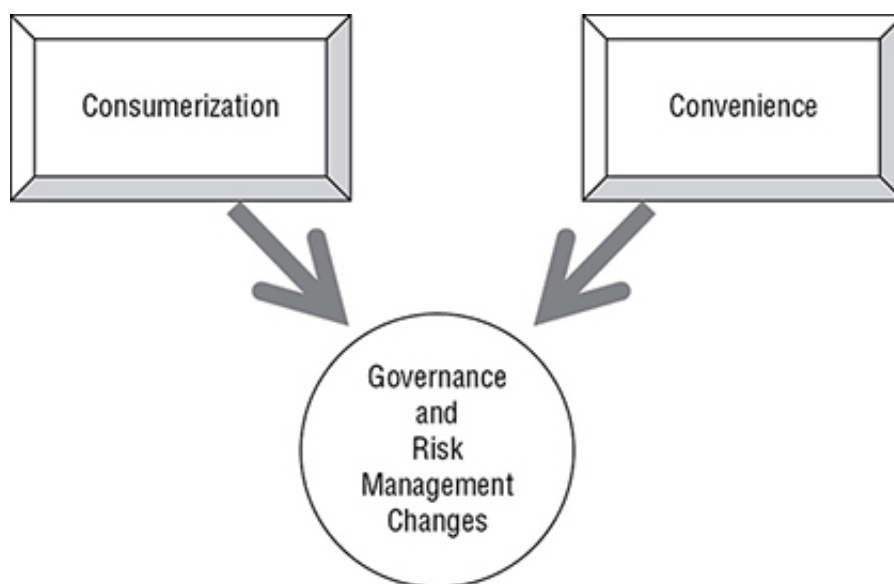 Consumerization
Convenience
Governance
and
Risk
Management
Changes